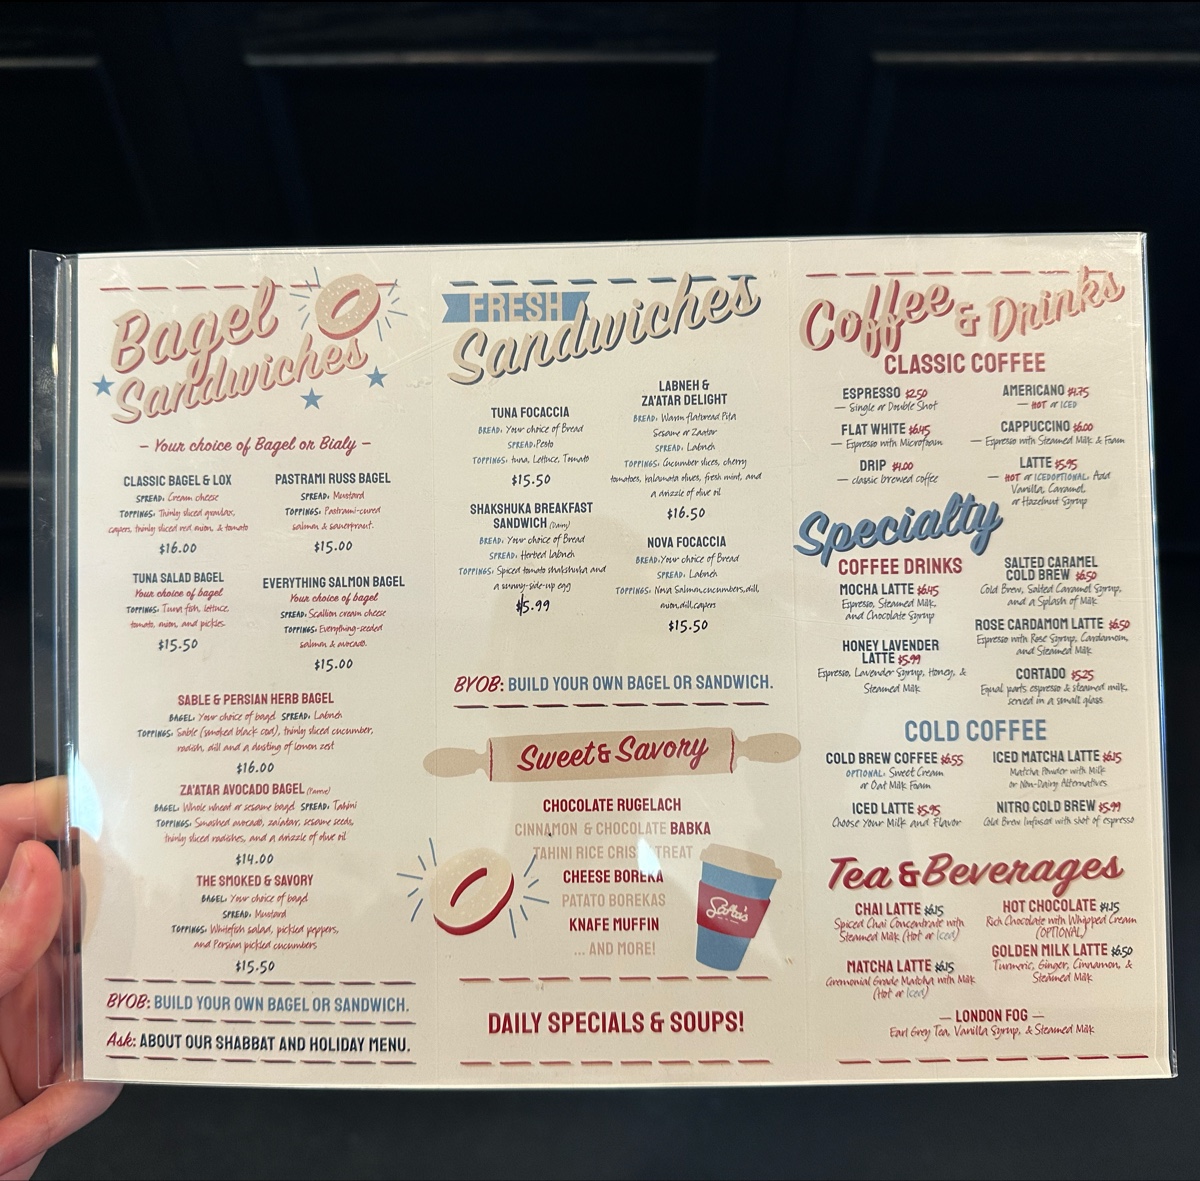 Bagel
Sandwiches
– Your choice of Bagel or Bialy –
CLASSIC BAGEL & LOX
SPREAD: Cream cheese
TOPPINGS: Thinly sliced gravlax,
capers, thinly sliced red onion, & tomato
$16.00
PASTRAMI RUSS BAGEL
SPREAD: Mustard
TOPPINGS: Pastrami-cured
salmon & sauerpraut.
$15.00
TUNA SALAD BAGEL
Your choice of bagel
TOPPINGS: Tuna fish, lettuce,
tomato, onion, and pickles
$15.50
EVERYTHING SALMON BAGEL
Your choice of bagel
SPREAD: Scallion cream cheese
TOPPINGS: Everything-seeded
salmon & avocado.
$15.00
SABLE & PERSIAN HERB BAGEL
BAGEL: Your choice of bagel SPREAD: Labneh
TOPPINGS: Sable (smoked black cod), thinly sliced cucumber,
radish, dill and a dusting of lemon zest
$16.00
ZA'ATAR AVOCADO BAGEL (Parve)
BAGEL: Whole wheat or sesame bagel SPREAD: Tahini
TOPPINGS: Smashed avocado, za'atar, sesame seeds,
thinly sliced radishes, and a drizzle of olive oil
$14.00
THE SMOKED & SAVORY
BAGEL: Your choice of bagel
SPREAD: Mustard
TOPPINGS: Whitefish salad, pickled peppers,
and Persian pickled cucumbers
$15.50
BYOB: BUILD YOUR OWN BAGEL OR SANDWICH.
Ask: ABOUT OUR SHABBAT AND HOLIDAY MENU.
FRESH
Sandwiches
TUNA FOCACCIA
BREAD: Your choice of Bread
SPREAD: Pesto
TOPPINGS: tuna, Lettuce, Tomato
$15.50
SHAKSHUKA BREAKFAST
SANDWICH (Dairy)
BREAD: Your choice of Bread
SPREAD: Herbed labneh
TOPPINGS: Spiced tomato shakshuka and
a sunny-side-up egg
$15.99
LABNEH &
ZA'ATAR DELIGHT
BREAD: Warm flatbread Pita
Sesame or Zaatar
SPREAD: Labneh
TOPPINGS: Cucumber slices, cherry
tomatoes, kalamata olives, fresh mint, and
a drizzle of olive oil
$16.50
NOVA FOCACCIA
BREAD: Your choice of Bread
SPREAD: Labneh
TOPPINGS: Nova Salmon, cucumbers, dill,
onion, dill, capers
$15.50
BYOB: BUILD YOUR OWN BAGEL OR SANDWICH.
Sweet & Savory
CHOCOLATE RUGELACH
CINNAMON & CHOCOLATE BABKA
TAHINI RICE CRISP TREAT
CHEESE BOREKA
PATATO BOREKAS
KNAFE MUFFIN
... AND MORE!
DAILY SPECIALS & SOUPS!
Coffee & Drinks
CLASSIC COFFEE
ESPRESSO $2.50
— Single or Double Shot
FLAT WHITE $6.45
— Espresso with Microfoam
DRIP $4.00
— classic brewed coffee
AMERICANO $4.75
— HOT or ICED
CAPPUCCINO $6.00
— Espresso with Steamed Milk & Foam
LATTE $5.95
— HOT or ICED OPTIONAL: Add
Vanilla, Caramel,
or Hazelnut Syrup
Specialty
COFFEE DRINKS
MOCHA LATTE $6.45
Espresso, Steamed Milk,
and Chocolate Syrup
HONEY LAVENDER
LATTE $5.99
Espresso, Lavender Syrup, Honey, &
Steamed Milk
SALTED CARAMEL
COLD BREW $6.50
Cold Brew, Salted Caramel Syrup,
and a Splash of Milk
ROSE CARDAMOM LATTE $6.50
Espresso with Rose Syrup, Cardamom,
and Steamed Milk
CORTADO $5.25
Equal parts espresso & steamed milk,
served in a small glass
COLD COFFEE
COLD BREW COFFEE $6.55
OPTIONAL: Sweet Cream
or Oat Milk Foam
ICED LATTE $5.95
Choose Your Milk and Flavor
ICED MATCHA LATTE $6.15
Matcha Powder with Milk
or Non-Dairy Alternatives
NITRO COLD BREW $5.99
Cold Brew Infused with shot of espresso
Tea & Beverages
CHAI LATTE $6.15
Spiced Chai Concentrate with
Steamed Milk (Hot or Iced)
MATCHA LATTE $6.15
Ceremonial Grade Matcha with Milk
(Hot or Iced)
HOT CHOCOLATE $4.15
Rich Chocolate with Whipped Cream
(OPTIONAL)
GOLDEN MILK LATTE $6.50
Turmeric, Ginger, Cinnamon, &
Steamed Milk
— LONDON FOG —
Earl Grey Tea, Vanilla Syrup, & Steamed Milk